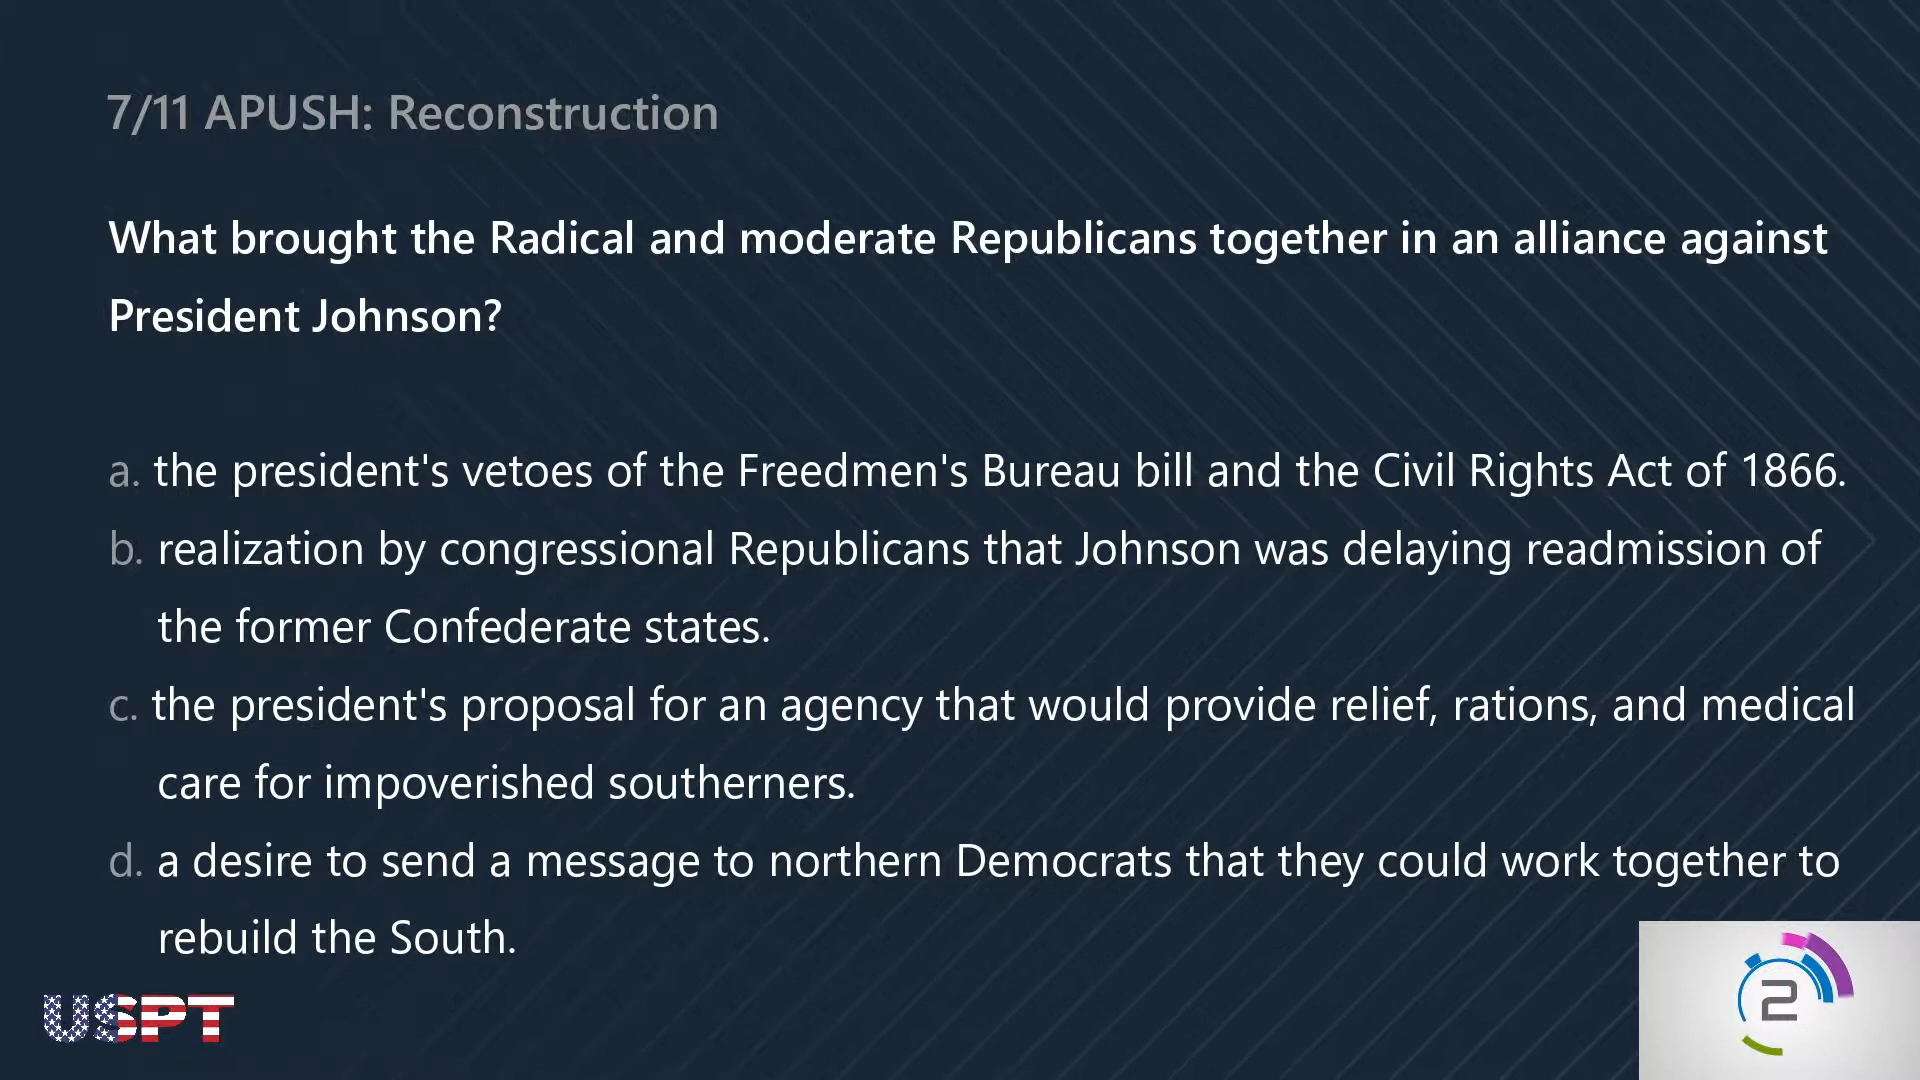 7/11 APUSH: Reconstruction
What brought the Radical and moderate Republicans together in an alliance against
President Johnson?
a. the president's vetoes of the Freedmen's Bureau bill and the Civil Rights Act of 1866.
b. realization by congressional Republicans that Johnson was delaying readmission of
the former Confederate states.
c. the president's proposal for an agency that would provide relief, rations, and medical
care for impoverished southerners.
d. a desire to send a message to northern Democrats that they could work together to
rebuild the South.
USPT
2